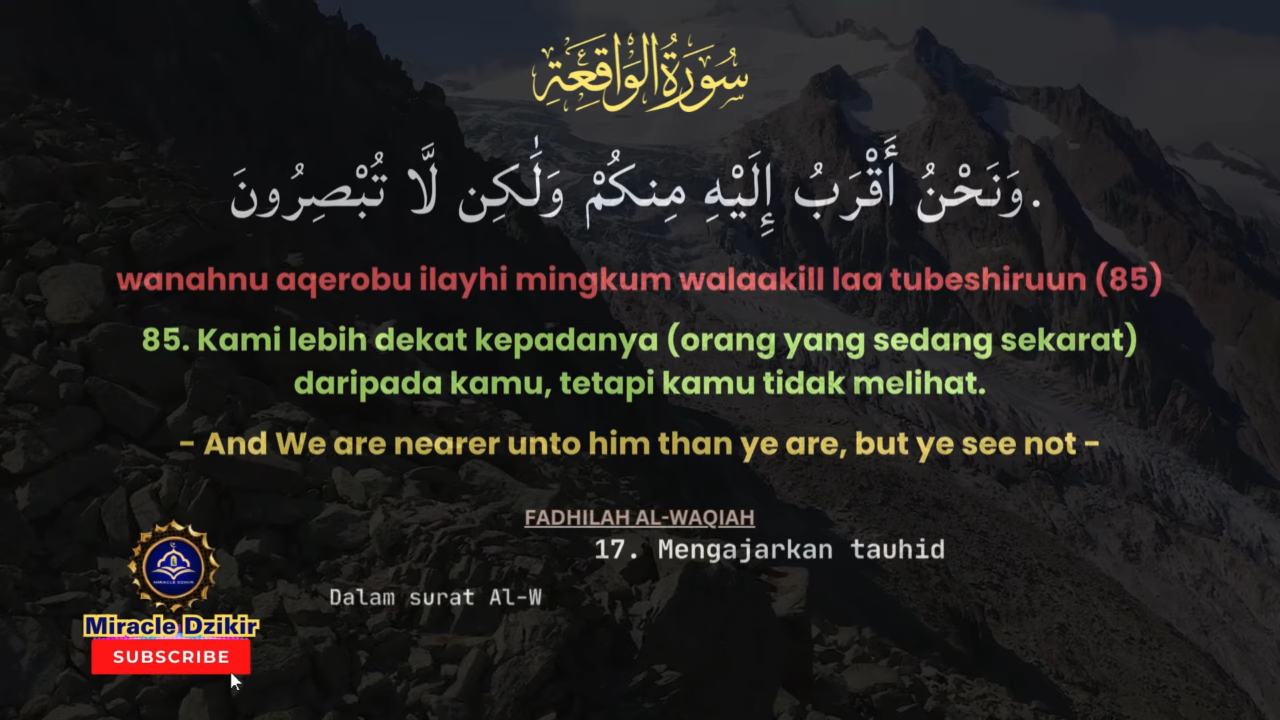 سُورَةُ الوَاقِعَةِ
وَنَحْنُ أَقْرَبُ إِلَيْهِ مِنكُمْ وَلَٰكِن لَّا تُبْصِرُونَ.
wanahnu aqerobu ilayhi mingkum walaakill laa tubeshiruun (85)
85. Kami lebih dekat kepadanya (orang yang sedang sekarat)
daripada kamu, tetapi kamu tidak melihat.
- And We are nearer unto him than ye are, but ye see not -
FADHILAH AL-WAQIAH
17. Mengajarkan tauhid
Dalam surat Al-W
MIRACLE DZIKIR
Miracle Dzikir
SUBSCRIBE